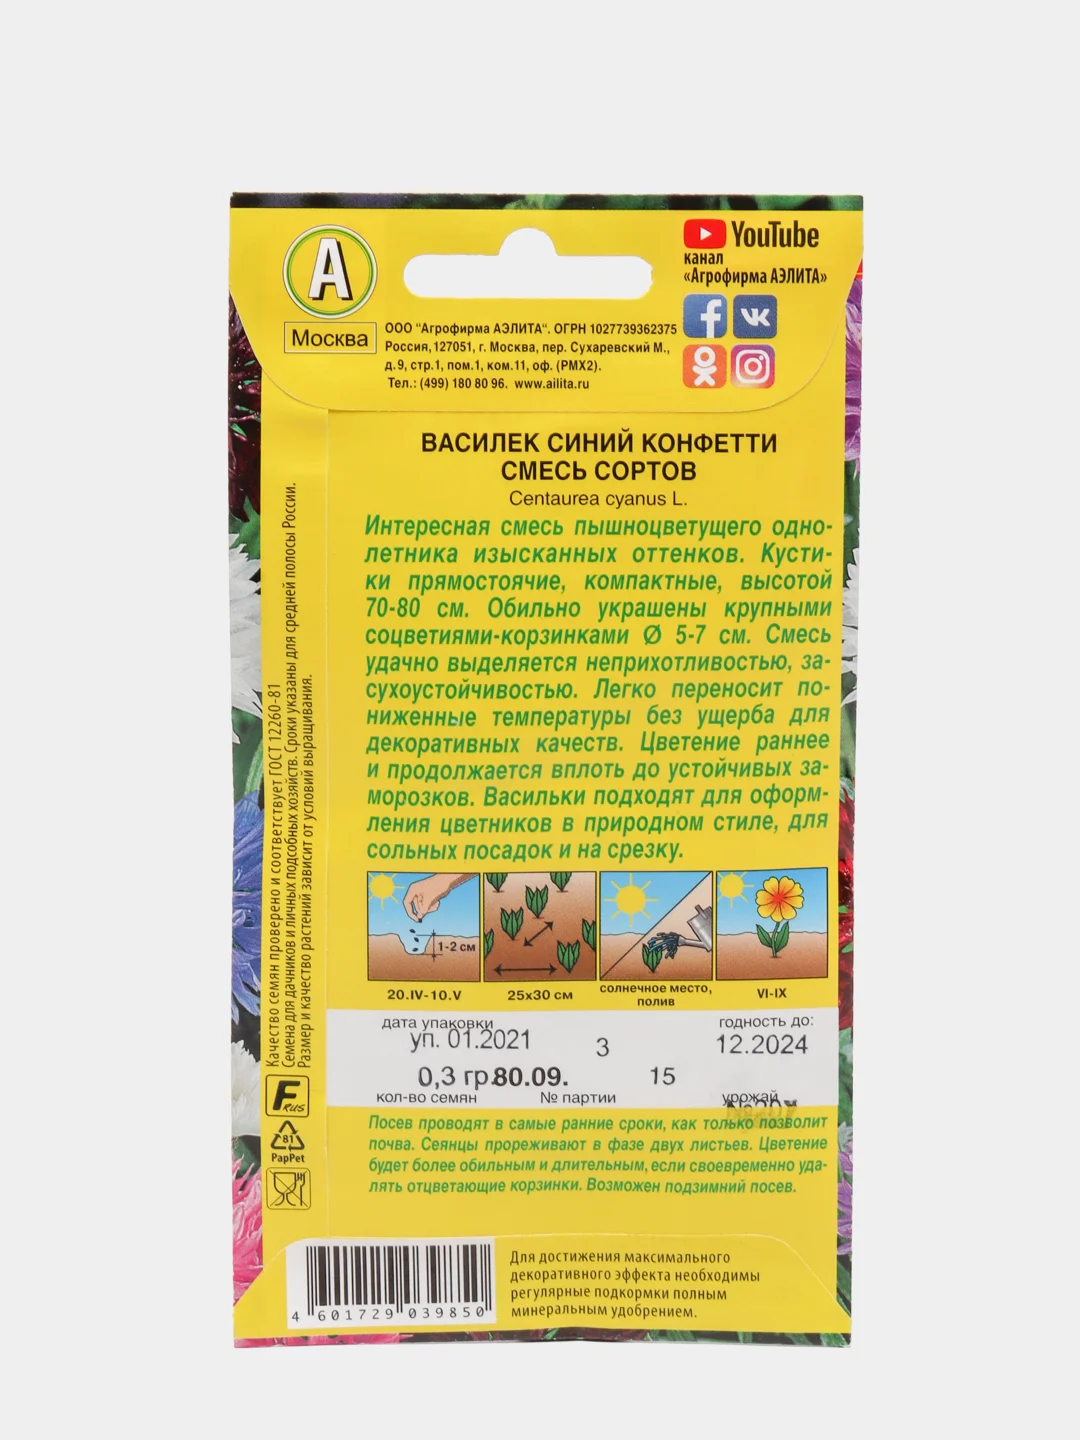 А
Москва
YouTube
канал
«Агрофирма АЭЛИТА»
ООО "Агрофирма АЭЛИТА". ОГРН 1027739362375
Россия, 127051, г. Москва, пер. Сухаревский М.,
д.9, стр.1, пом.1, ком.11, оф. (РМХ2).
Тел.: (499) 180 80 96. www.ailita.ru
ВАСИЛЕК СИНИЙ КОНФЕТТИ
СМЕСЬ СОРТОВ
Centaurea cyanus L.
Интересная смесь пышноцветущего одно-
летника изысканных оттенков. Кусти-
ки прямостоячие, компактные, высотой
70-80 см. Обильно украшены крупными
соцветиями-корзинками Ø 5-7 см. Смесь
удачно выделяется неприхотливостью, за-
сухоустойчивостью. Легко переносит по-
ниженные температуры без ущерба для
декоративных качеств. Цветение раннее
и продолжается вплоть до устойчивых за-
морозков. Васильки подходят для оформ-
ления цветников в природном стиле, для
сольных посадок и на срезку.
1-2 см
20.IV-10.V
25х30 см
солнечное место,
полив
VI-IX
дата упаковки
уп. 01.2021
3
годность до:
12.2024
0,3 гр.
80.09.
15
кол-во семян
№ партии
урожай
Посев проводят в самые ранние сроки, как только позволит
почва. Сеянцы прореживают в фазе двух листьев. Цветение
будет более обильным и длительным, если своевременно уда-
лять отцветающие корзинки. Возможен подзимний посев.
Для достижения максимального
декоративного эффекта необходимы
регулярные подкормки полным
минеральным удобрением.
4 601729 039850
Качество семян проверено и соответствует ГОСТ 12260-81
Семена для дачников и личных подсобных хозяйств. Сроки указаны для средней полосы России.
Размер и качество растений зависит от условий выращивания.
F RUS
81
PapPet